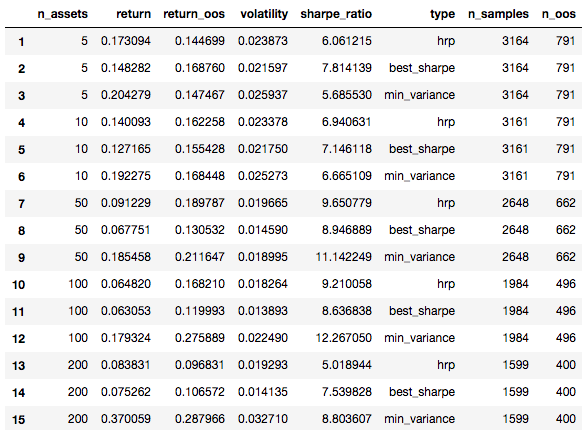 n_assets return return_oos volatility sharpe_ratio type n_samples n_oos
1 5 0.173094 0.144699 0.023873 6.061215 hrp 3164 791
2 5 0.148282 0.168760 0.021597 7.814139 best_sharpe 3164 791
3 5 0.204279 0.147467 0.025937 5.685530 min_variance 3164 791
4 10 0.140093 0.162258 0.023378 6.940631 hrp 3161 791
5 10 0.127165 0.155428 0.021750 7.146118 best_sharpe 3161 791
6 10 0.192275 0.168448 0.025273 6.665109 min_variance 3161 791
7 50 0.091229 0.189787 0.019665 9.650779 hrp 2648 662
8 50 0.067751 0.130532 0.014590 8.946889 best_sharpe 2648 662
9 50 0.185458 0.211647 0.018995 11.142249 min_variance 2648 662
10 100 0.064820 0.168210 0.018264 9.210058 hrp 1984 496
11 100 0.063053 0.119993 0.013893 8.636838 best_sharpe 1984 496
12 100 0.179324 0.275889 0.022490 12.267050 min_variance 1984 496
13 200 0.083831 0.096831 0.019293 5.018944 hrp 1599 400
14 200 0.075262 0.106572 0.014135 7.539828 best_sharpe 1599 400
15 200 0.370059 0.287966 0.032710 8.803607 min_variance 1599 400